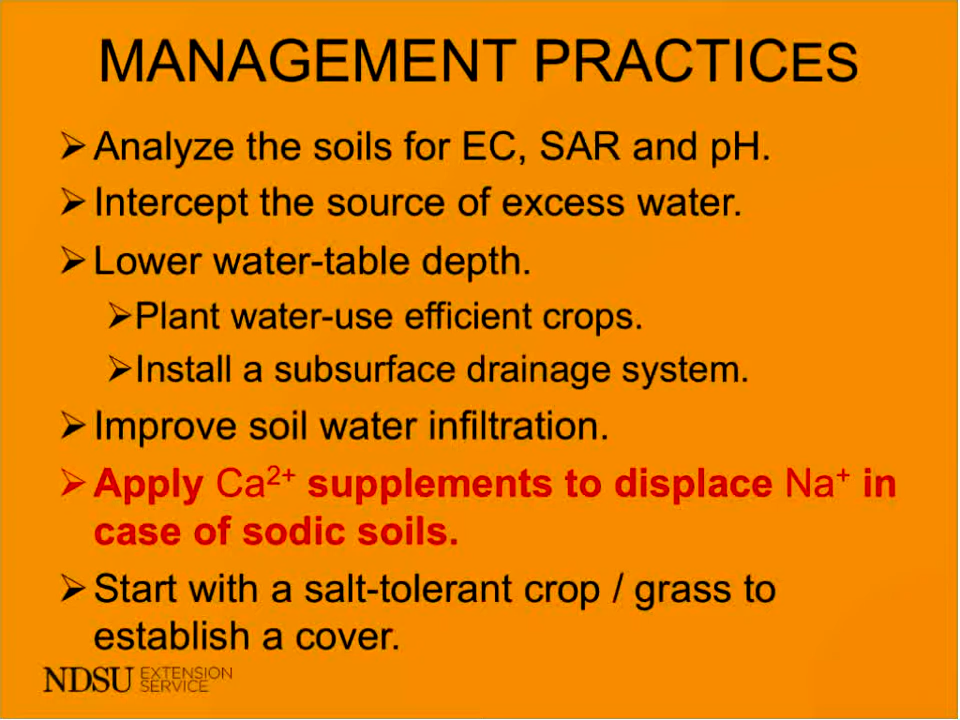 MANAGEMENT PRACTICES
➢Analyze the soils for EC, SAR and pH.
➢Intercept the source of excess water.
➢Lower water-table depth.
➢Plant water-use efficient crops.
➢Install a subsurface drainage system.
➢Improve soil water infiltration.
➢Apply Ca²⁺ supplements to displace Na⁺ in
case of sodic soils.
➢Start with a salt-tolerant crop / grass to
establish a cover.
NDSU EXTENSION
SERVICE